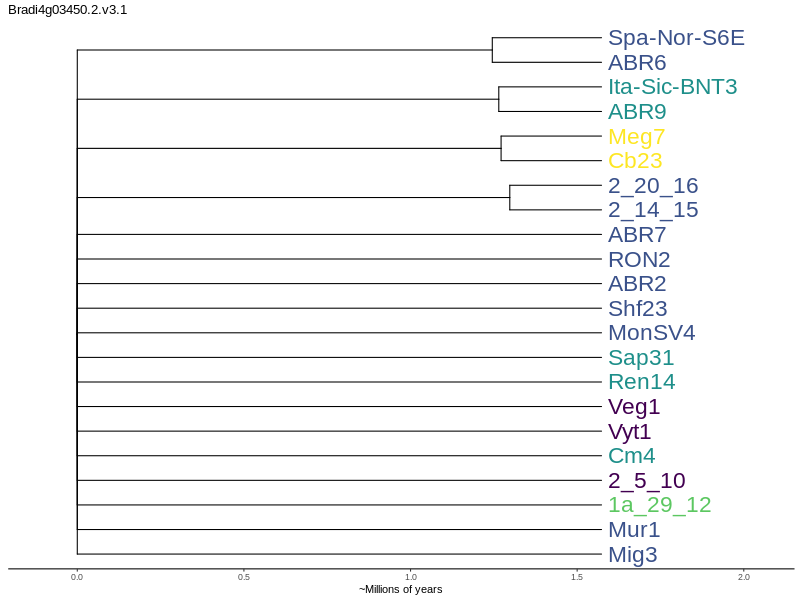 Bradi4g03450.2.v3.1
Spa-Nor-S6E
ABR6
Ita-Sic-BNT3
ABR9
Meg7
Cb23
2_20_16
2_14_15
ABR7
RON2
ABR2
Shf23
MonSV4
Sap31
Ren14
Veg1
Vyt1
Cm4
2_5_10
1a_29_12
Mur1
Mig3
0.0 0.5 1.0 1.5 2.0
~Millions of years